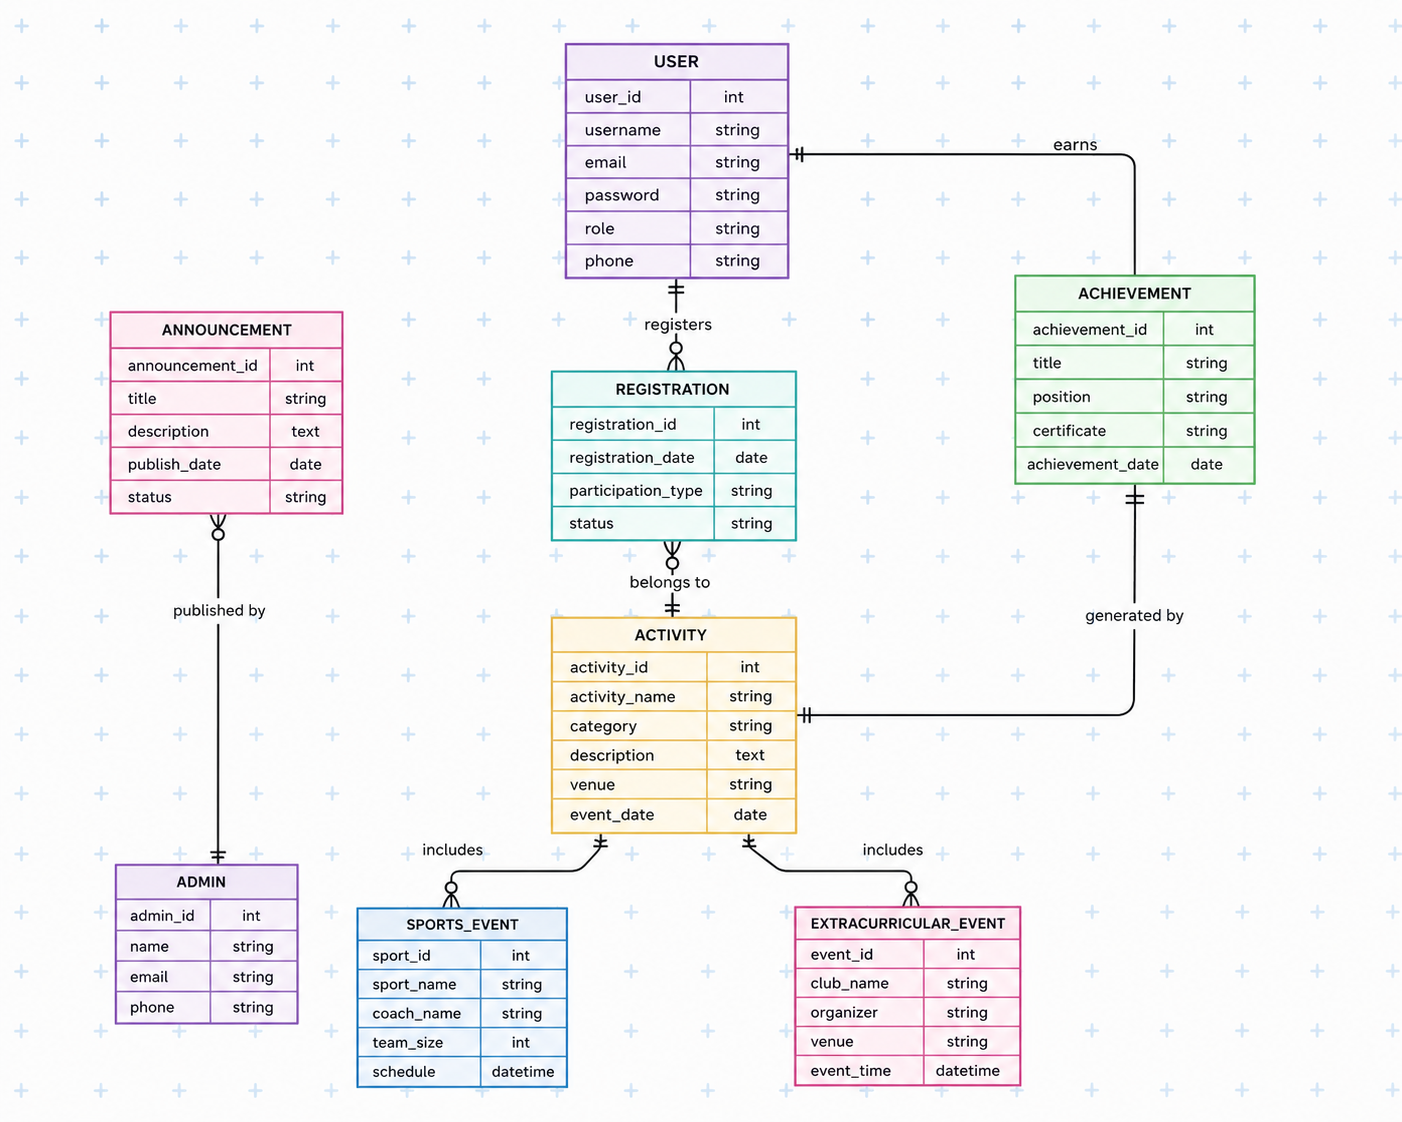 USER
user_id int
username string
email string
password string
role string
phone string
earns
registers
ACHIEVEMENT
achievement_id int
title string
position string
certificate string
achievement_date date
ANNOUNCEMENT
announcement_id int
title string
description text
publish_date date
status string
REGISTRATION
registration_id int
registration_date date
participation_type string
status string
belongs to
published by
generated by
ACTIVITY
activity_id int
activity_name string
category string
description text
venue string
event_date date
includes
includes
ADMIN
admin_id int
name string
email string
phone string
SPORTS_EVENT
sport_id int
sport_name string
coach_name string
team_size int
schedule datetime
EXTRACURRICULAR_EVENT
event_id int
club_name string
organizer string
venue string
event_time datetime